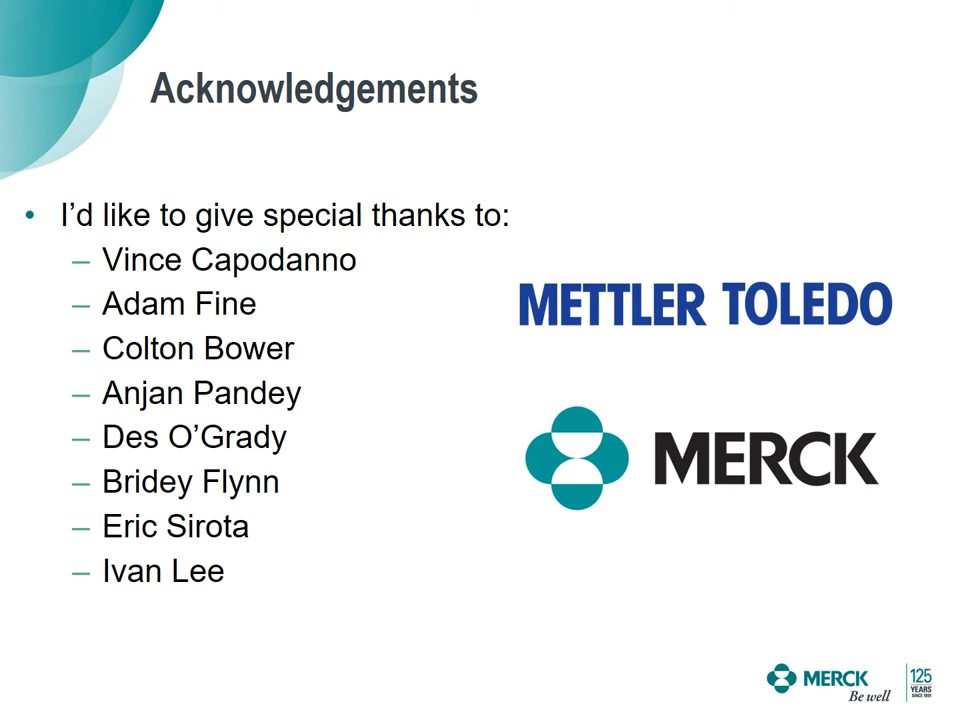 Acknowledgements
• I’d like to give special thanks to:
– Vince Capodanno
– Adam Fine
– Colton Bower
– Anjan Pandey
– Des O’Grady
– Bridey Flynn
– Eric Sirota
– Ivan Lee
METTLER TOLEDO
MERCK
MERCK
Be well
125
YEARS
SINCE 1891